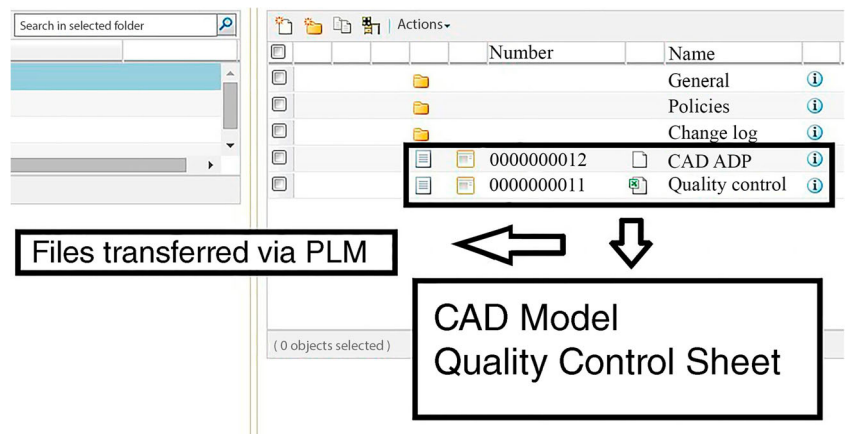 Search in selected folder
Actions
Number Name
General
Policies
Change log
0000000012 CAD ADP
0000000011 Quality control
Files transferred via PLM
CAD Model
Quality Control Sheet
( 0 objects selected )